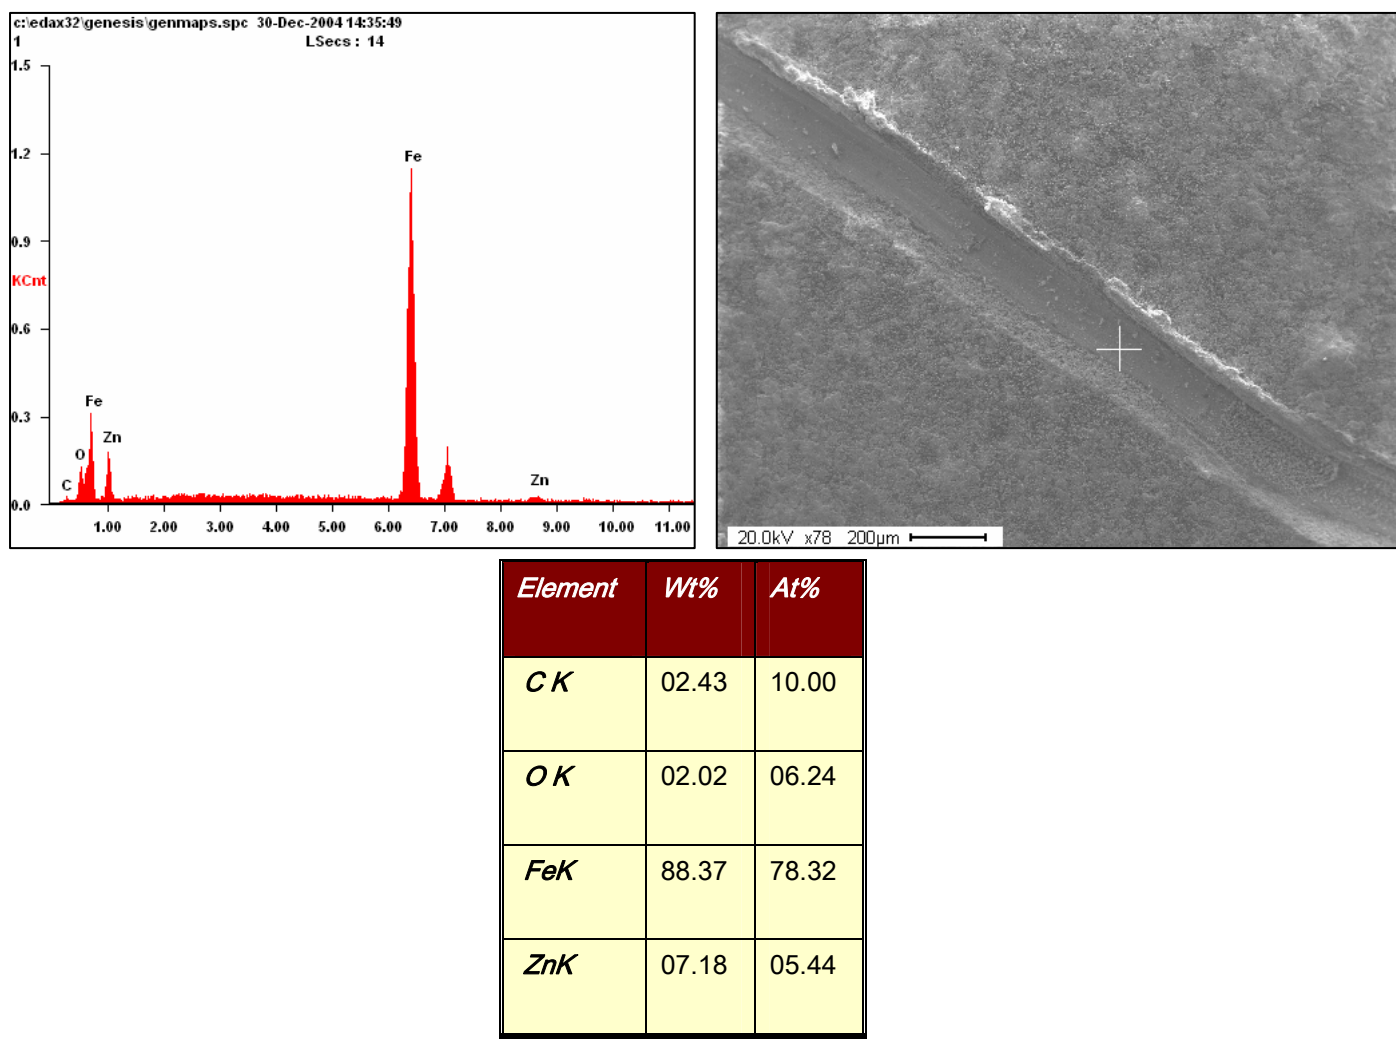 c:\edax32\genesis\genmaps.spc 30-Dec-2004 14:35:49
1 LSecs : 14
1.5
1.2
0.9
KCnt
0.6
0.3
0.0
Fe
Fe
Zn
O
C
Zn
1.00 2.00 3.00 4.00 5.00 6.00 7.00 8.00 9.00 10.00 11.00
20.0kV x78 200µm
Element Wt% At%
C K 02.43 10.00
O K 02.02 06.24
FeK 88.37 78.32
ZnK 07.18 05.44